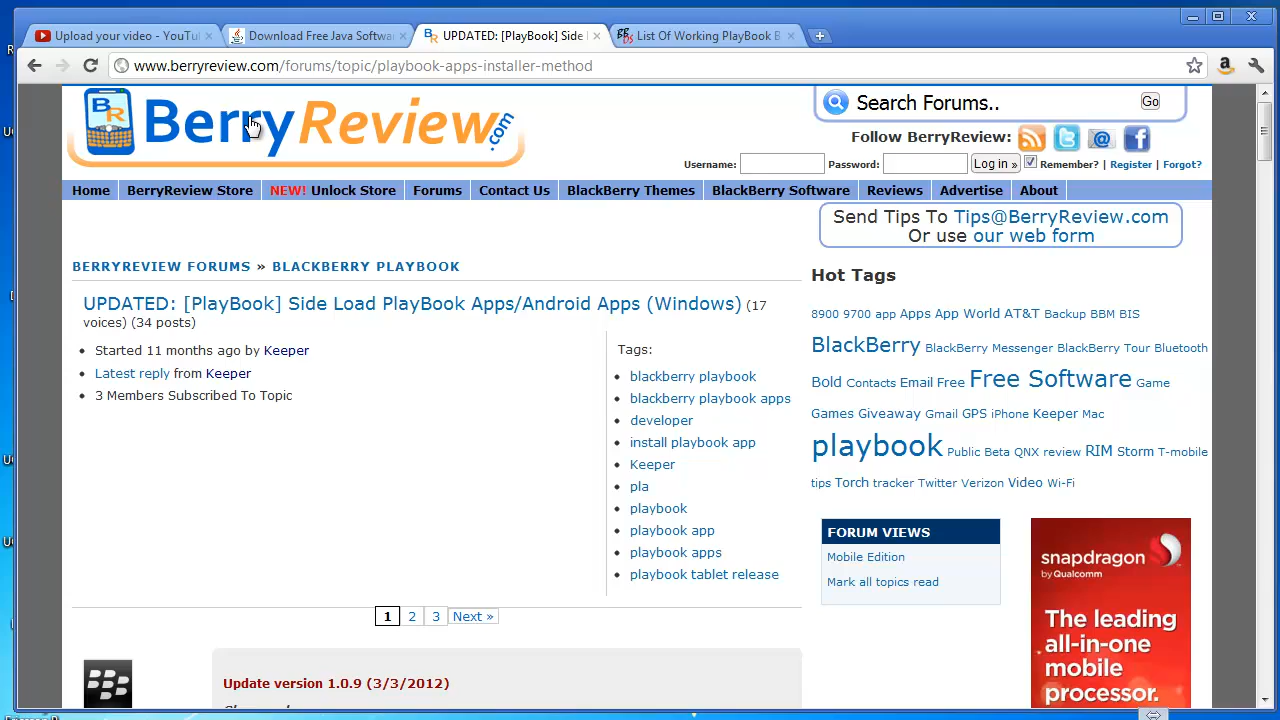 Upload your video - YouTu
Download Free Java Softwar
UPDATED: [PlayBook] Side
List Of Working PlayBook B
www.berryreview.com/forums/topic/playbook-apps-installer-method
BR
BerryReview.com
Search Forums..
Go
Follow BerryReview:
Username:
Password:
Log in »
Remember? | Register | Forgot?
Home
BerryReview Store
NEW! Unlock Store
Forums
Contact Us
BlackBerry Themes
BlackBerry Software
Reviews
Advertise
About
Send Tips To Tips@BerryReview.com
Or use our web form
BERRYREVIEW FORUMS » BLACKBERRY PLAYBOOK
UPDATED: [PlayBook] Side Load PlayBook Apps/Android Apps (Windows) (17
voices) (34 posts)
Started 11 months ago by Keeper
Latest reply from Keeper
3 Members Subscribed To Topic
Tags:
blackberry playbook
blackberry playbook apps
developer
install playbook app
Keeper
pla
playbook
playbook app
playbook apps
playbook tablet release
1 2 3 Next »
Update version 1.0.9 (3/3/2012)
Hot Tags
8900 9700 app Apps App World AT&T Backup BBM BIS
BlackBerry BlackBerry Messenger BlackBerry Tour Bluetooth
Bold Contacts Email Free Free Software Game
Games Giveaway Gmail GPS iPhone Keeper Mac
playbook Public Beta QNX review RIM Storm T-mobile
tips Torch tracker Twitter Verizon Video Wi-Fi
FORUM VIEWS
Mobile Edition
Mark all topics read
snapdragon
by Qualcomm
The leading
all-in-one
mobile
processor.